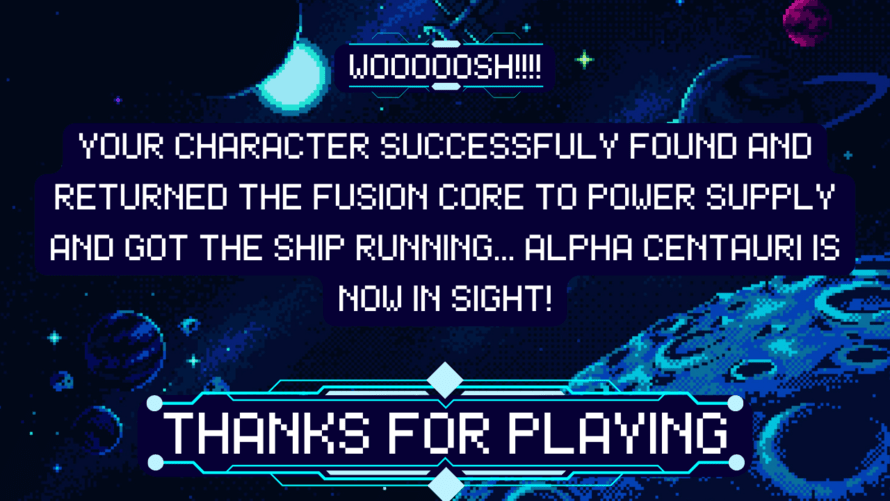 WOOOOOSH!!!!
YOUR CHARACTER SUCCESSFULY FOUND AND
RETURNED THE FUSION CORE TO POWER SUPPLY
AND GOT THE SHIP RUNNING... ALPHA CENTAURI IS
NOW IN SIGHT!
THANKS FOR PLAYING